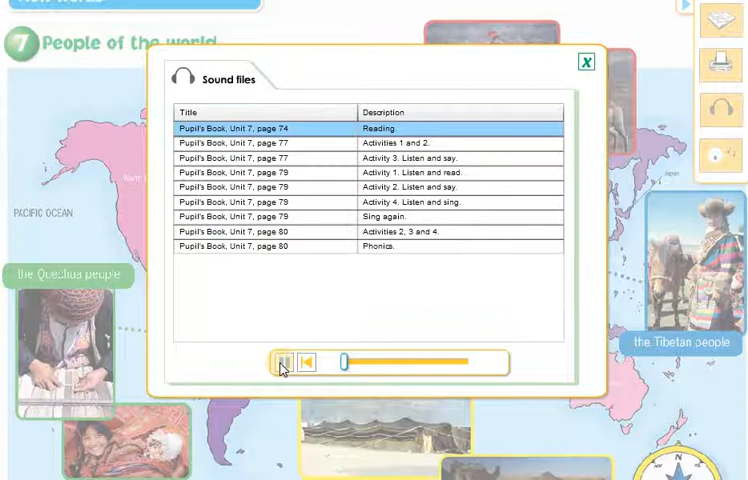 7 People of the world
Sound files
X
Title Description
Pupil's Book, Unit 7, page 74 Reading.
Pupil's Book, Unit 7, page 77 Activities 1 and 2.
Pupil's Book, Unit 7, page 77 Activity 3. Listen and say.
Pupil's Book, Unit 7, page 79 Activity 1. Listen and read.
Pupil's Book, Unit 7, page 79 Activity 2. Listen and say.
Pupil's Book, Unit 7, page 79 Activity 4. Listen and sing.
Pupil's Book, Unit 7, page 79 Sing again.
Pupil's Book, Unit 7, page 80 Activities 2, 3 and 4.
Pupil's Book, Unit 7, page 80 Phonics.
Japan
PACIFIC OCEAN
the Quechua people
the Tibetan people